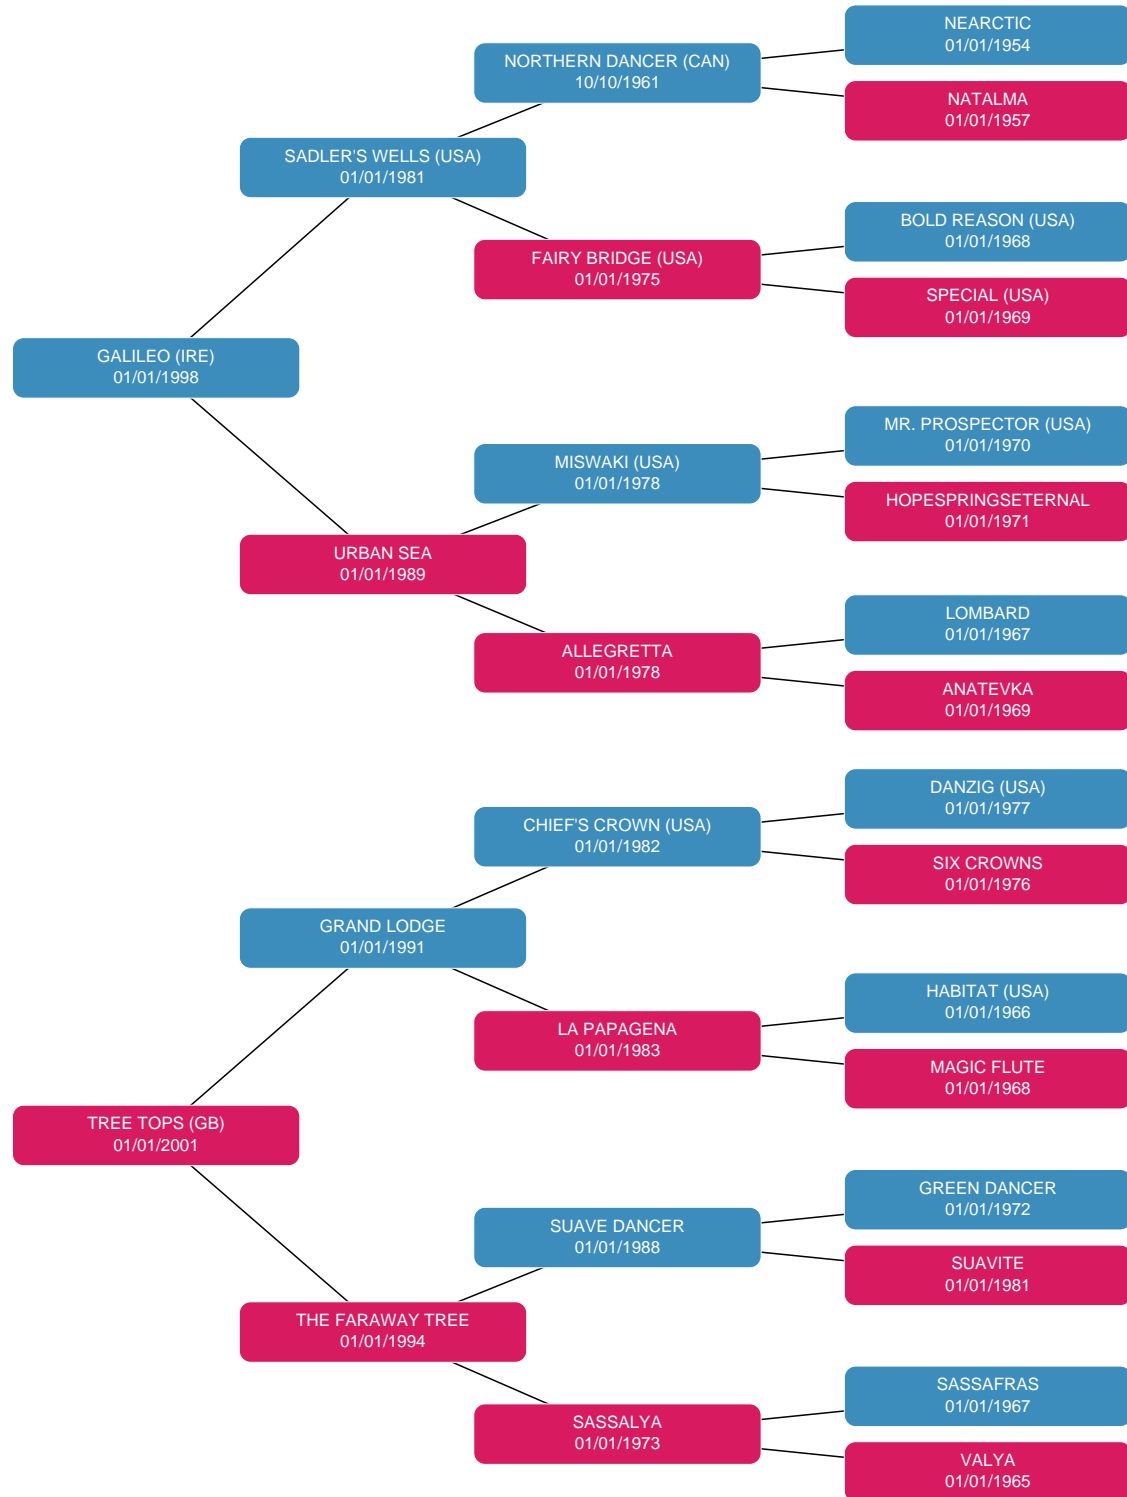 NEARCTIC
01/01/1954
NORTHERN DANCER (CAN)
10/10/1961
NATALMA
01/01/1957
SADLER'S WELLS (USA)
01/01/1981
BOLD REASON (USA)
01/01/1968
FAIRY BRIDGE (USA)
01/01/1975
SPECIAL (USA)
01/01/1969
GALILEO (IRE)
01/01/1998
MR. PROSPECTOR (USA)
01/01/1970
MISWAKI (USA)
01/01/1978
HOPESPRINGSETERNAL
01/01/1971
URBAN SEA
01/01/1989
LOMBARD
01/01/1967
ALLEGRETTA
01/01/1978
ANATEVKA
01/01/1969
DANZIG (USA)
01/01/1977
CHIEF'S CROWN (USA)
01/01/1982
SIX CROWNS
01/01/1976
GRAND LODGE
01/01/1991
HABITAT (USA)
01/01/1966
LA PAPAGENA
01/01/1983
MAGIC FLUTE
01/01/1968
TREE TOPS (GB)
01/01/2001
GREEN DANCER
01/01/1972
SUAVE DANCER
01/01/1988
SUAVITE
01/01/1981
THE FARAWAY TREE
01/01/1994
SASSAFRAS
01/01/1967
SASSALYA
01/01/1973
VALYA
01/01/1965